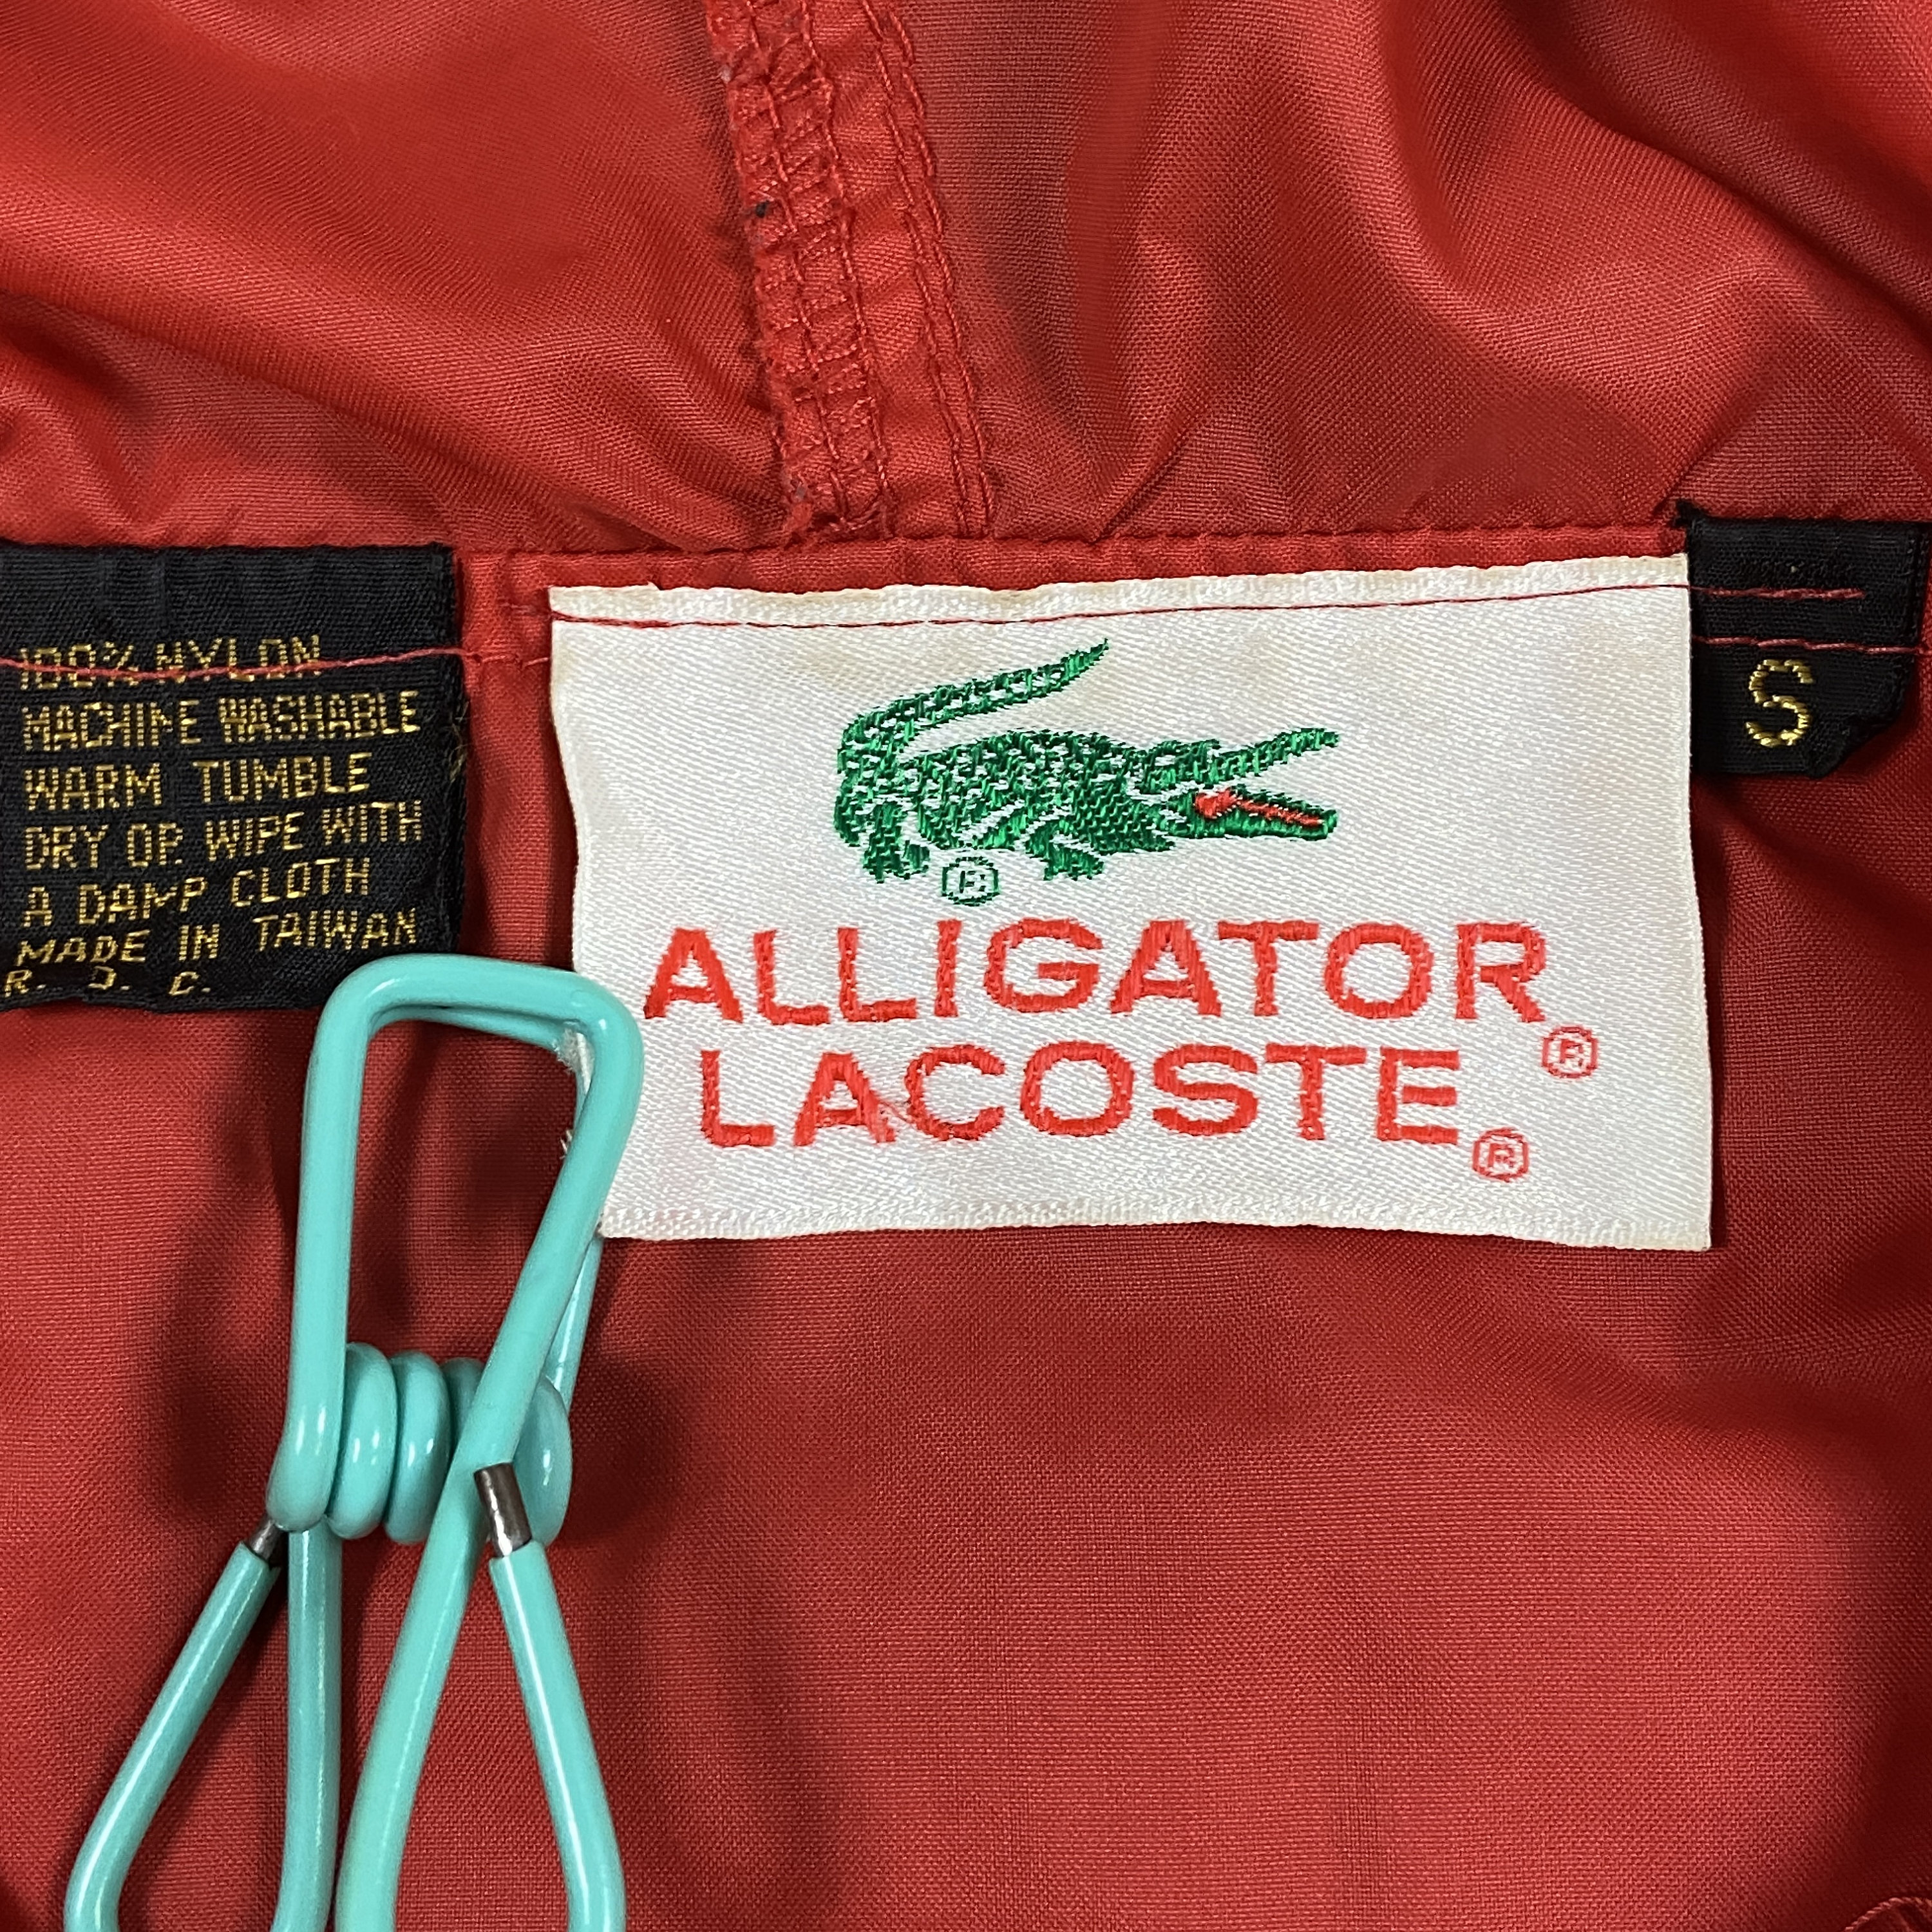 100% NYLON
MACHINE WASHABLE
WARM TUMBLE
DRY OR WIPE WITH
A DAMP CLOTH
MADE IN TAIWAN
R. O. C.
®
ALLIGATOR®
LACOSTE®
S